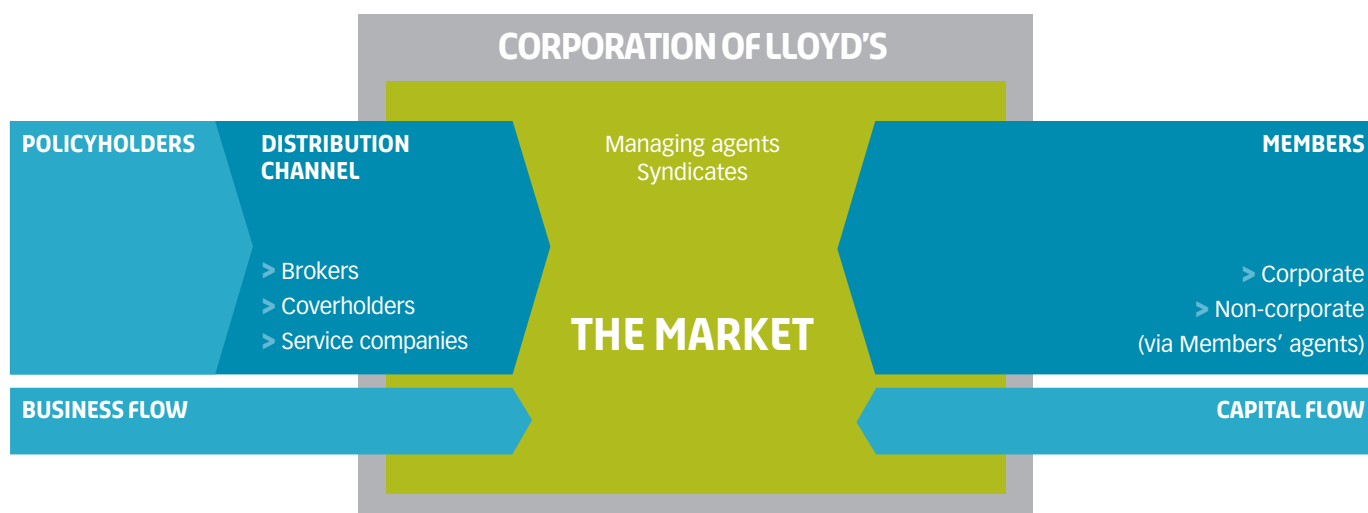 CORPORATION OF LLOYD'S
POLICYHOLDERS
DISTRIBUTION
CHANNEL
> Brokers
> Coverholders
> Service companies
Managing agents
Syndicates
THE MARKET
MEMBERS
> Corporate
> Non-corporate
(via Members' agents)
BUSINESS FLOW
CAPITAL FLOW